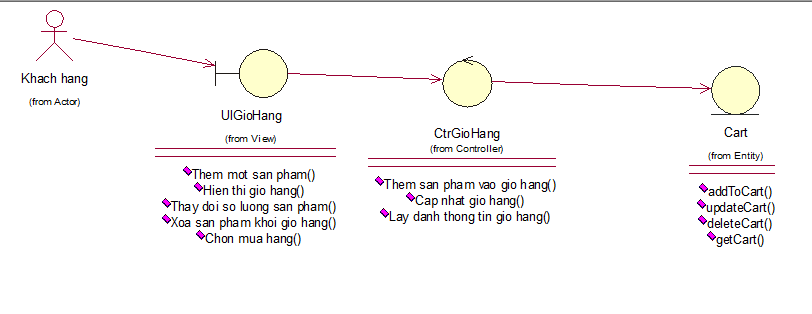 Khach hang
(from Actor)
UIGioHang
(from View)
Them mot san pham()
Hien thi gio hang()
Thay doi so luong san pham()
Xoa san pham khoi gio hang()
Chon mua hang()
CtrGioHang
(from Controller)
Them san pham vao gio hang()
Cap nhat gio hang()
Lay danh thong tin gio hang()
Cart
(from Entity)
addToCart()
updateCart()
deleteCart()
getCart()